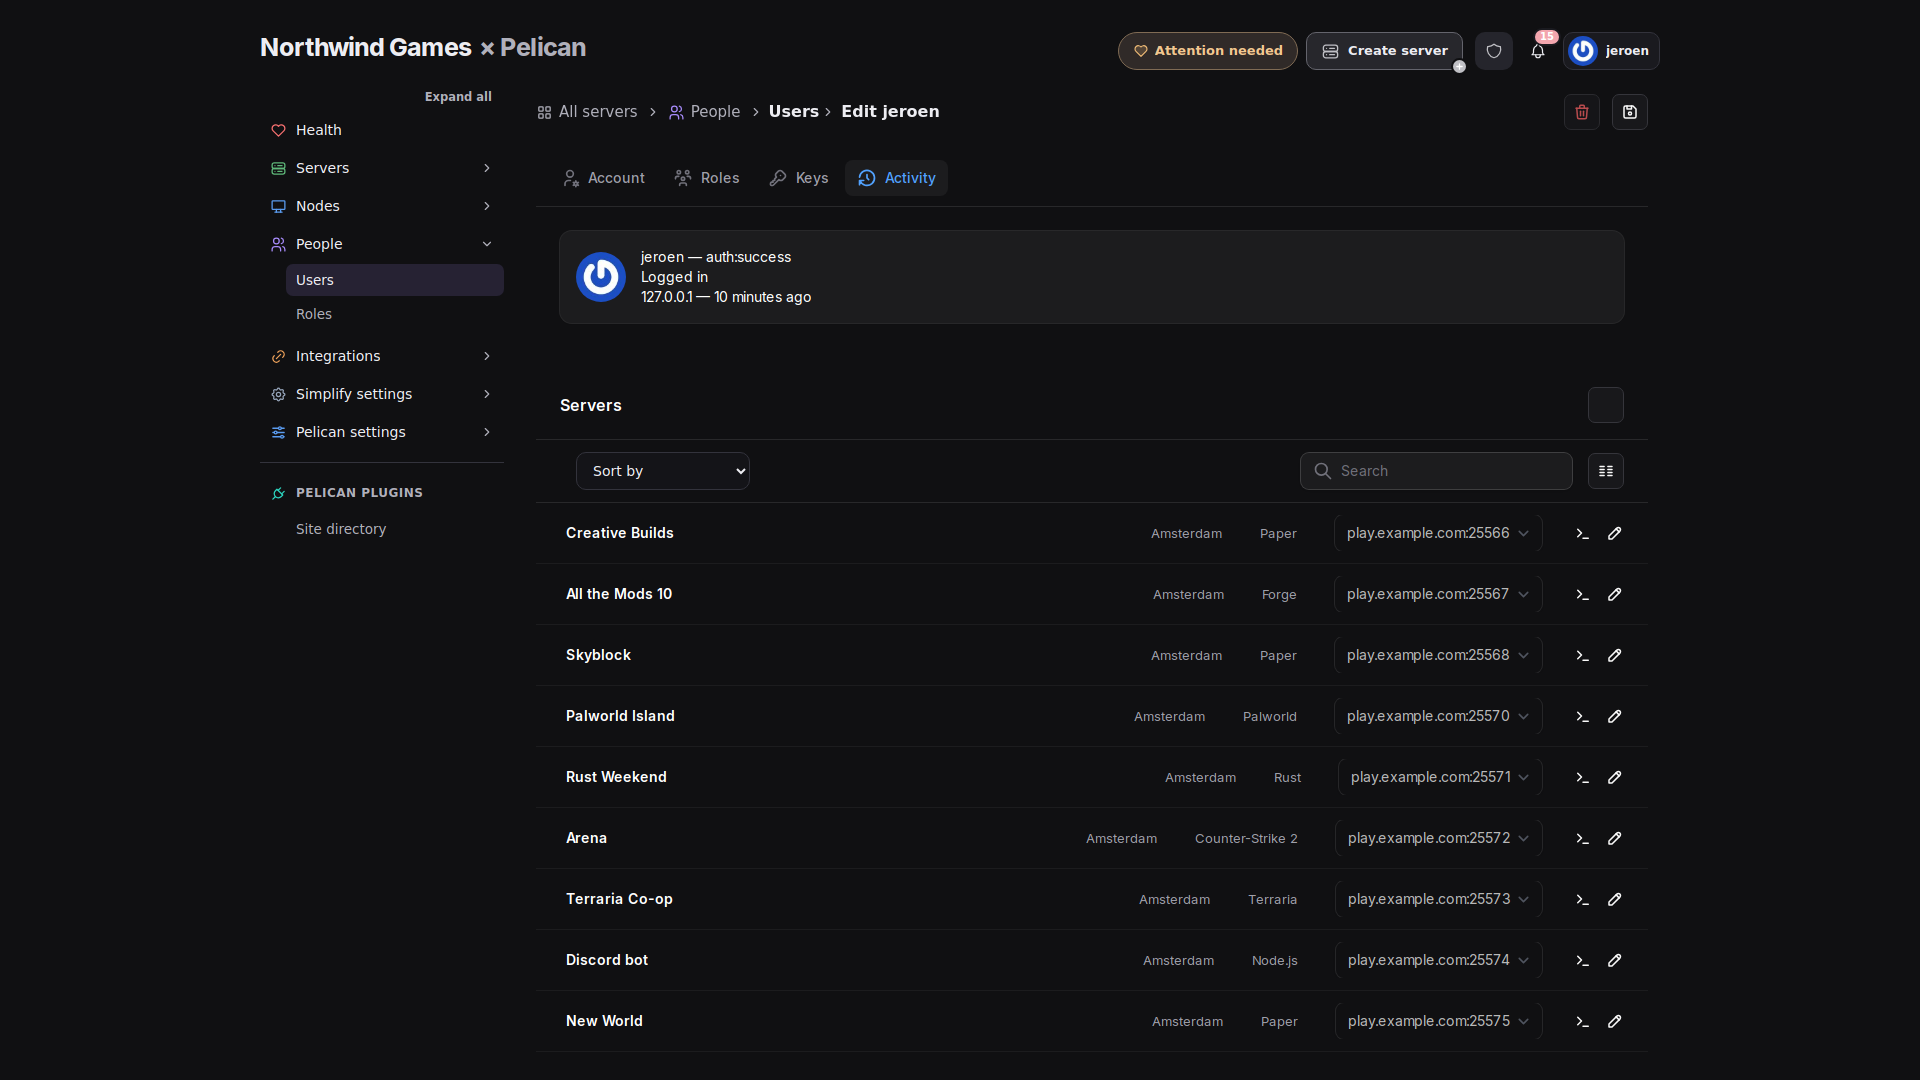 Northwind Games × Pelican
Attention needed
Create server
15
jeroen
Expand all
Health
Servers
Nodes
People
Users
Roles
Integrations
Simplify settings
Pelican settings
PELICAN PLUGINS
Site directory
All servers > People > Users > Edit jeroen
Account Roles Keys Activity
jeroen — auth:success
Logged in
127.0.0.1 — 10 minutes ago
Servers
Sort by
Search
Creative Builds Amsterdam Paper play.example.com:25566
All the Mods 10 Amsterdam Forge play.example.com:25567
Skyblock Amsterdam Paper play.example.com:25568
Palworld Island Amsterdam Palworld play.example.com:25570
Rust Weekend Amsterdam Rust play.example.com:25571
Arena Amsterdam Counter-Strike 2 play.example.com:25572
Terraria Co-op Amsterdam Terraria play.example.com:25573
Discord bot Amsterdam Node.js play.example.com:25574
New World Amsterdam Paper play.example.com:25575